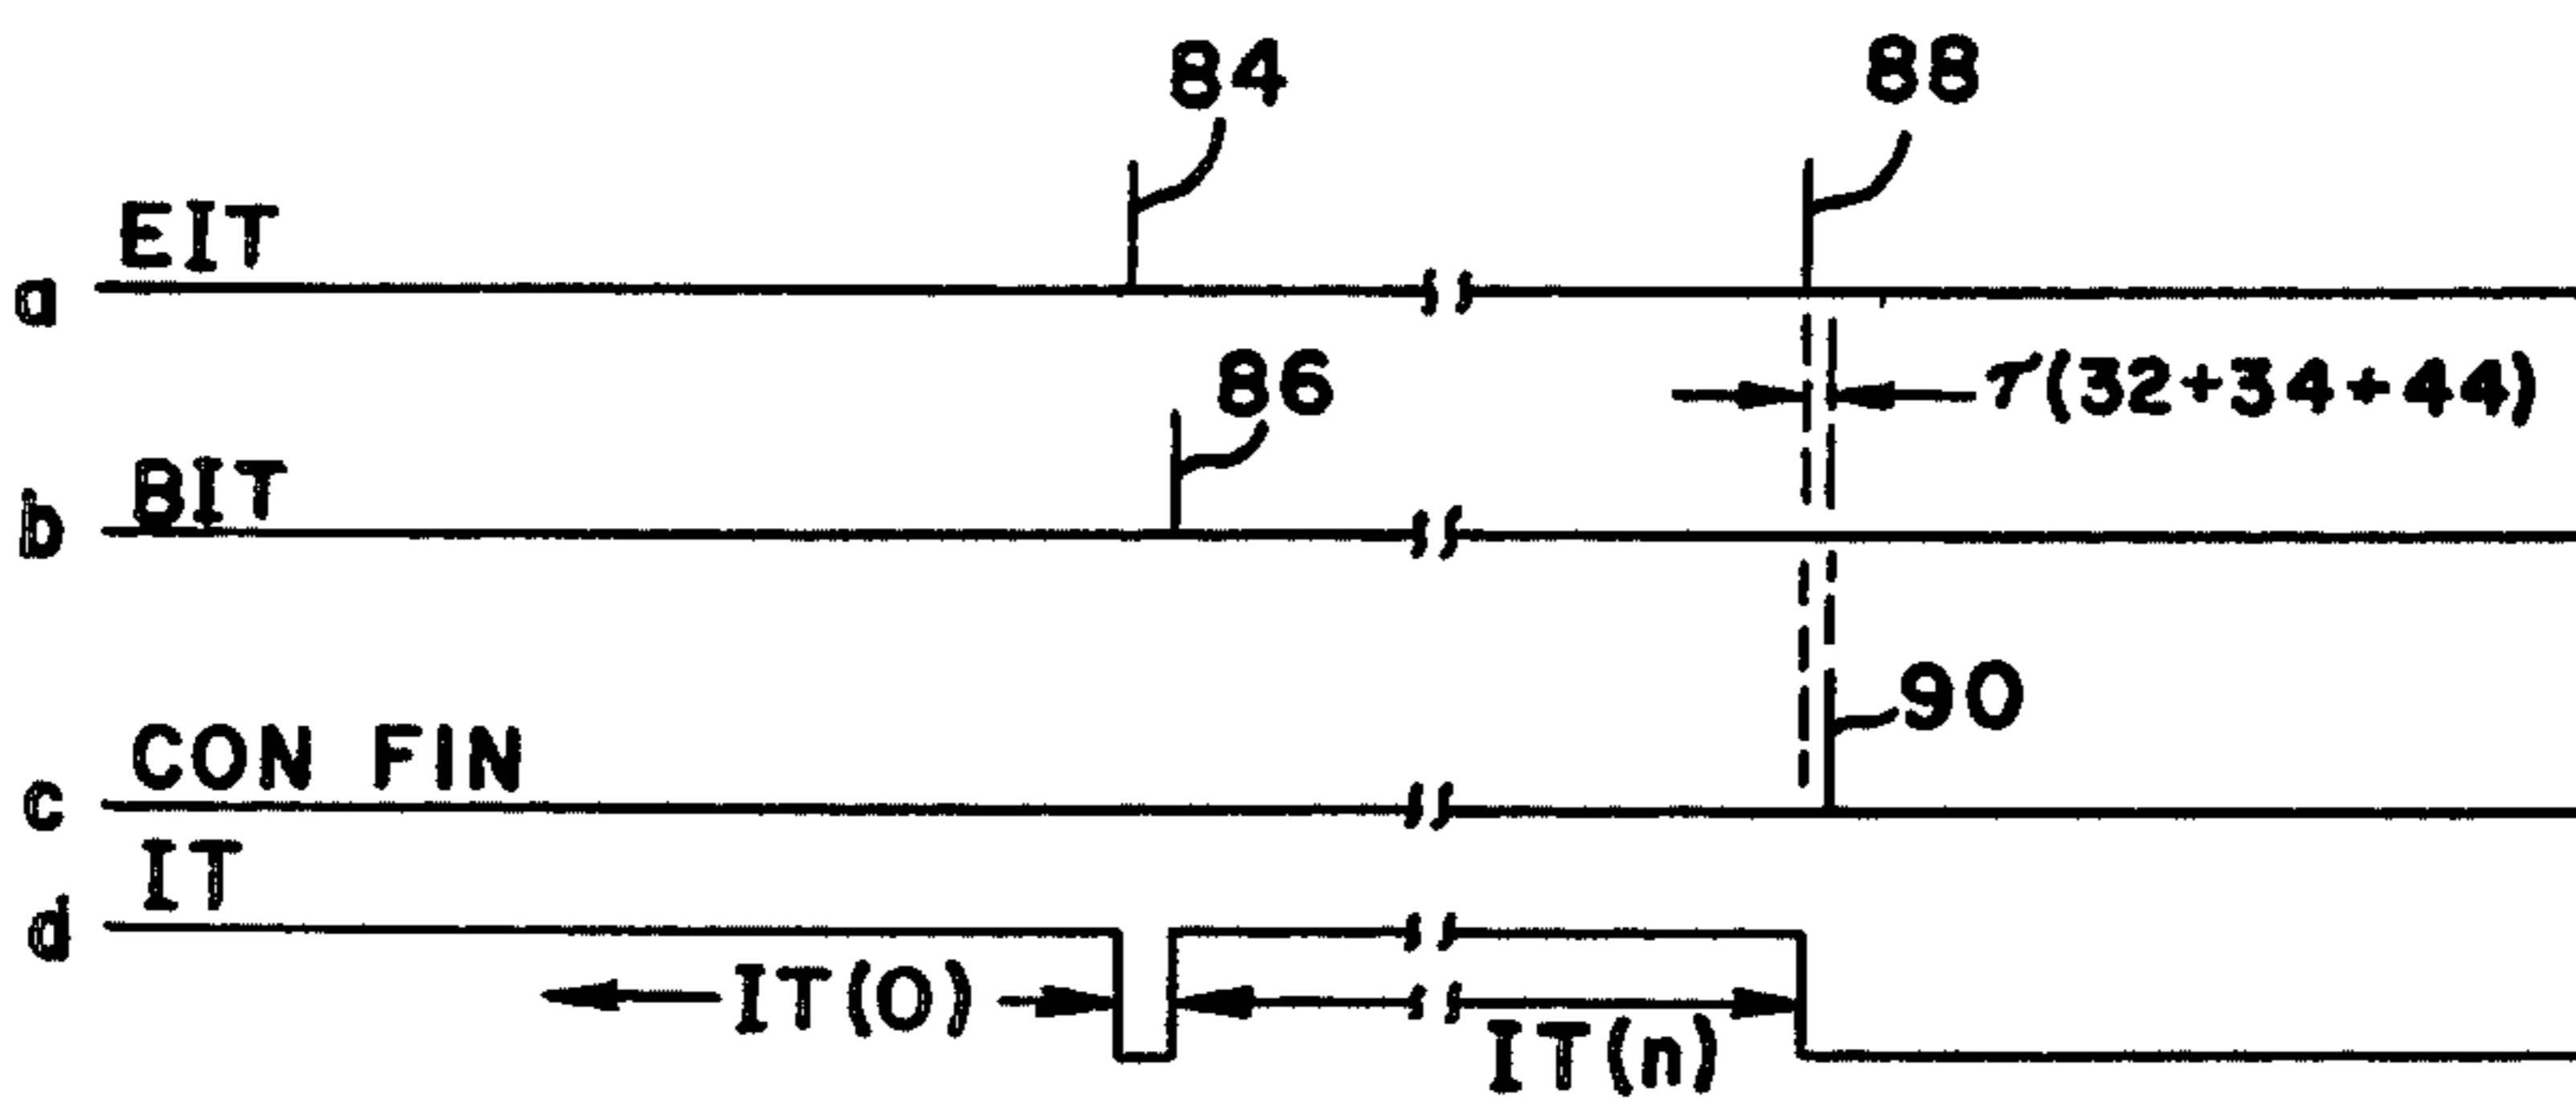 84
88
EIT
a
τ(32+34+44)
86
BIT
b
90
CON FIN
c
IT
d
IT(0)
IT(n)